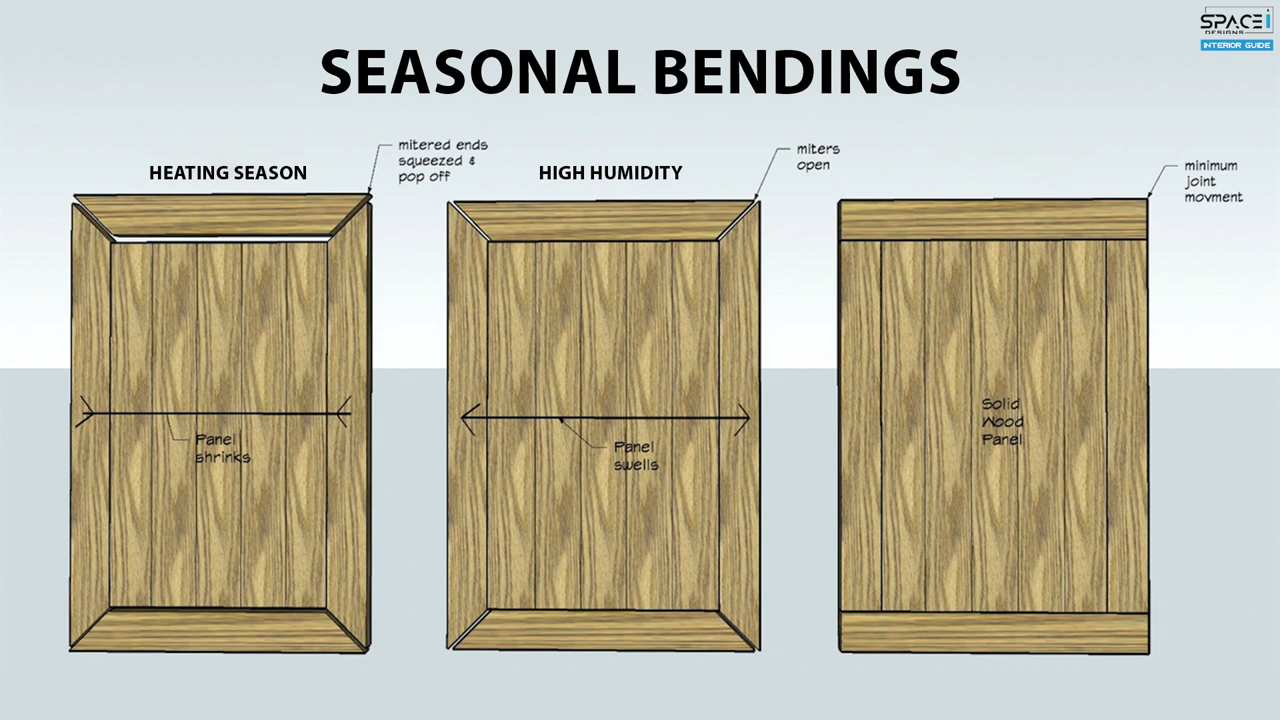 SPACE i
DESIGNS
INTERIOR GUIDE
SEASONAL BENDINGS
HEATING SEASON
mitered ends
squeezed &
pop off
HIGH HUMIDITY
miters
open
minimum
joint
movment
Panel
shrinks
Panel
swells
Solid
Wood
Panel